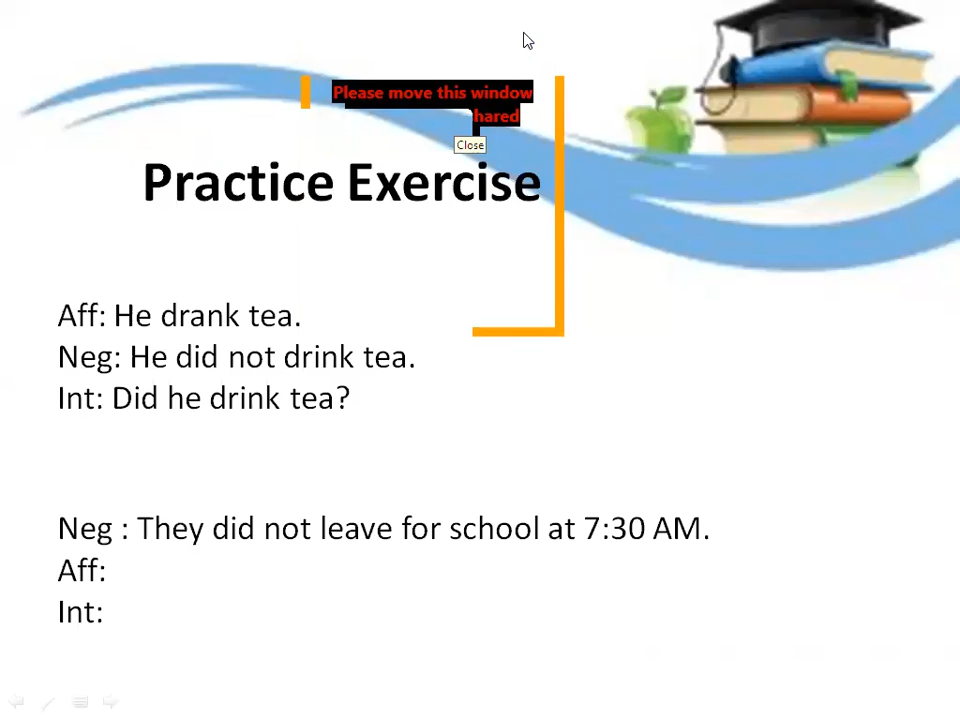 Please move this window
hared
Close
Practice Exercise
Aff: He drank tea.
Neg: He did not drink tea.
Int: Did he drink tea?
Neg : They did not leave for school at 7:30 AM.
Aff:
Int: